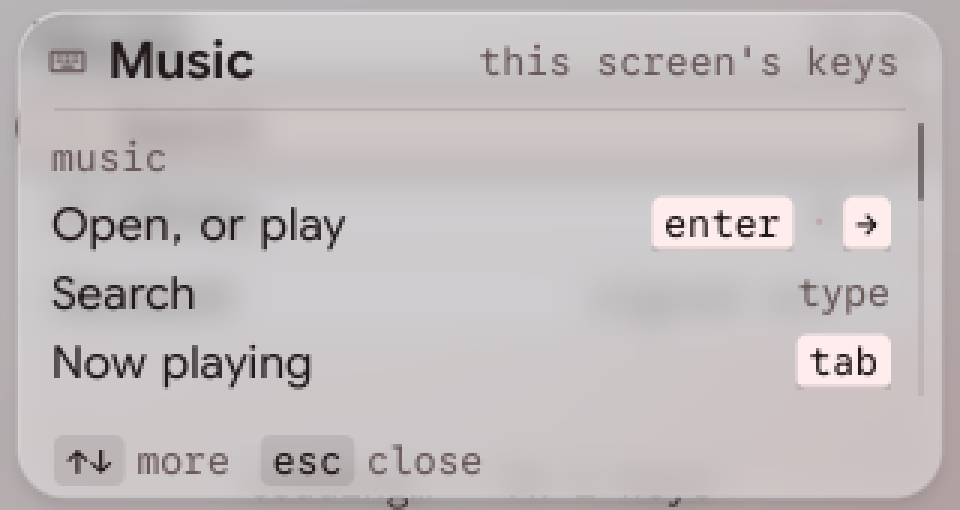 Music this screen's keys
music
Open, or play enter · →
Search type
Now playing tab
↑↓ more esc close